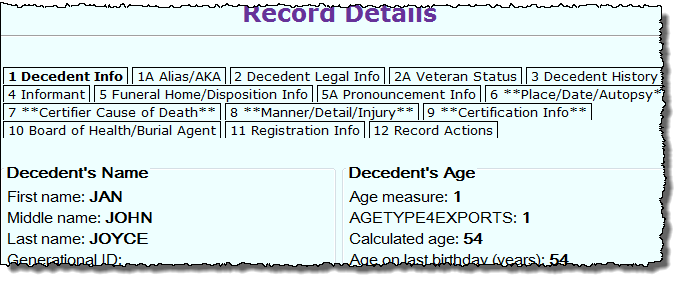 Record Details
1 Decedent Info 1A Alias/AKA 2 Decedent Legal Info 2A Veteran Status 3 Decedent History
4 Informant 5 Funeral Home/Disposition Info 5A Pronouncement Info 6 **Place/Date/Autopsy*
7 **Certifier Cause of Death** 8 **Manner/Detail/Injury** 9 **Certification Info**
10 Board of Health/Burial Agent 11 Registration Info 12 Record Actions
Decedent's Name
First name: JAN
Middle name: JOHN
Last name: JOYCE
Generational ID:
Decedent's Age
Age measure: 1
AGETYPE4EXPORTS: 1
Calculated age: 54
Age on last birthday (years): 54